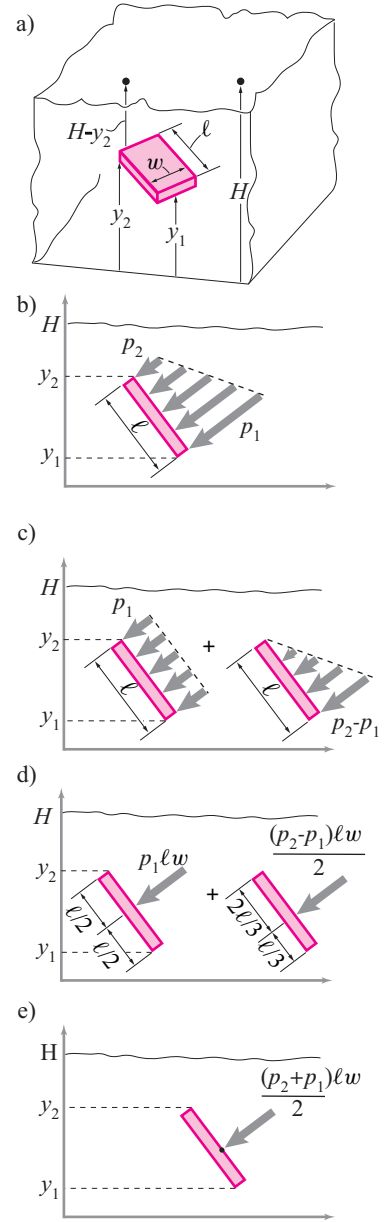 a)
H-y₂
ℓ
w
y₂
y₁
H
b)
H
p₂
y₂
ℓ
p₁
y₁
c)
H
p₁
y₂
+
ℓ
ℓ
y₁
p₂-p₁
d)
H
(p₂-p₁)ℓw
2
p₁ℓw
y₂
+
ℓ/2
2ℓ/3
ℓ/2
ℓ/3
y₁
e)
H
(p₂+p₁)ℓw
2
y₂
y₁